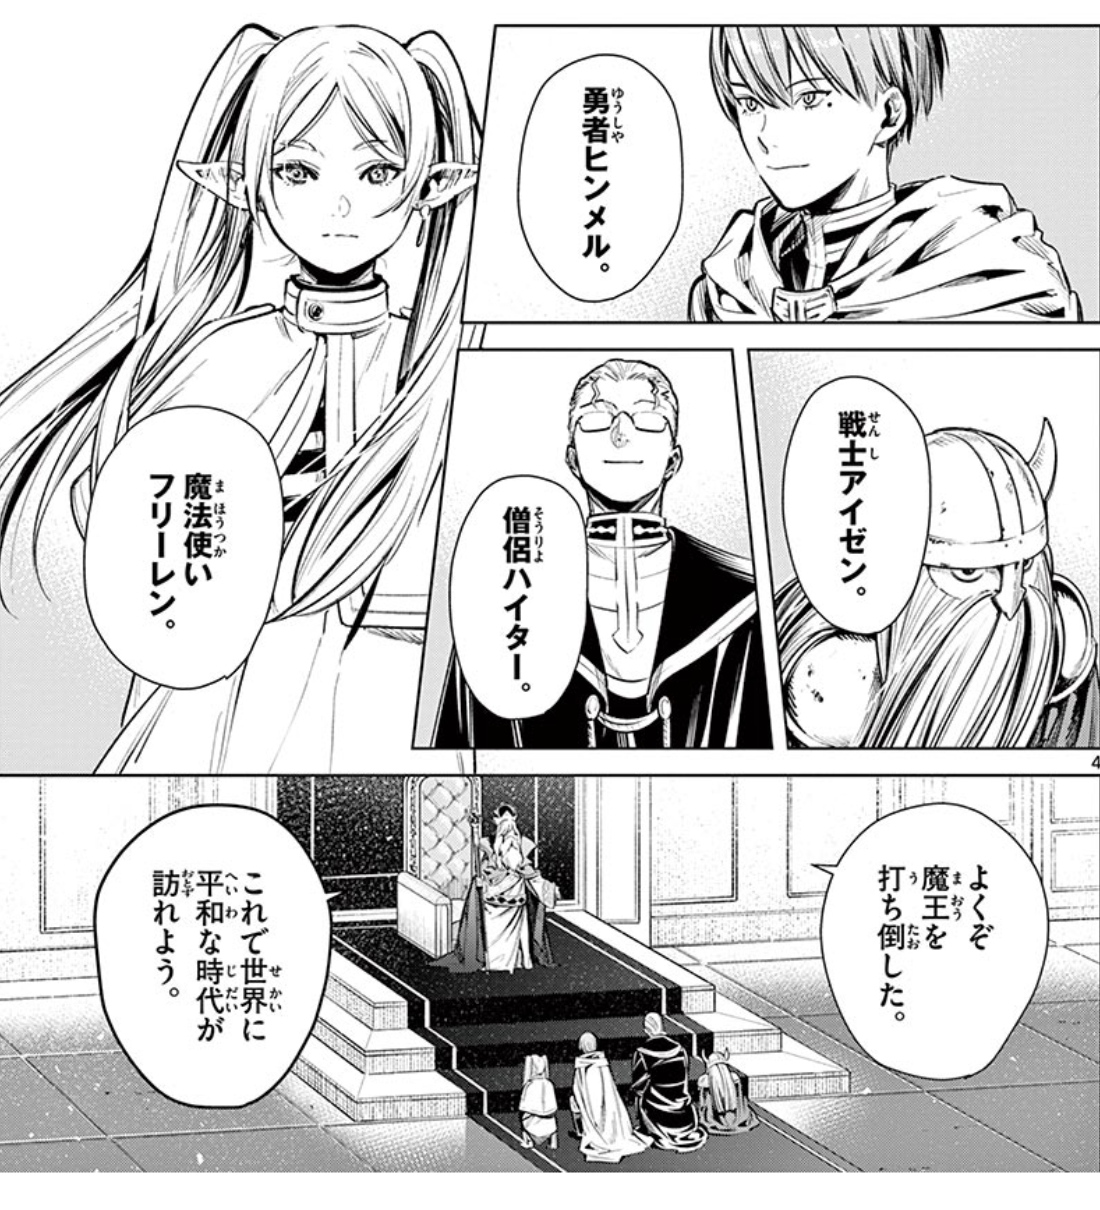 勇者ヒンメル。
戦士アイゼン。
僧侶ハイター。
魔法使い
フリーレン。
よくぞ
魔王を
打ち倒した。
これで世界に
平和な時代が
訪れよう。
4